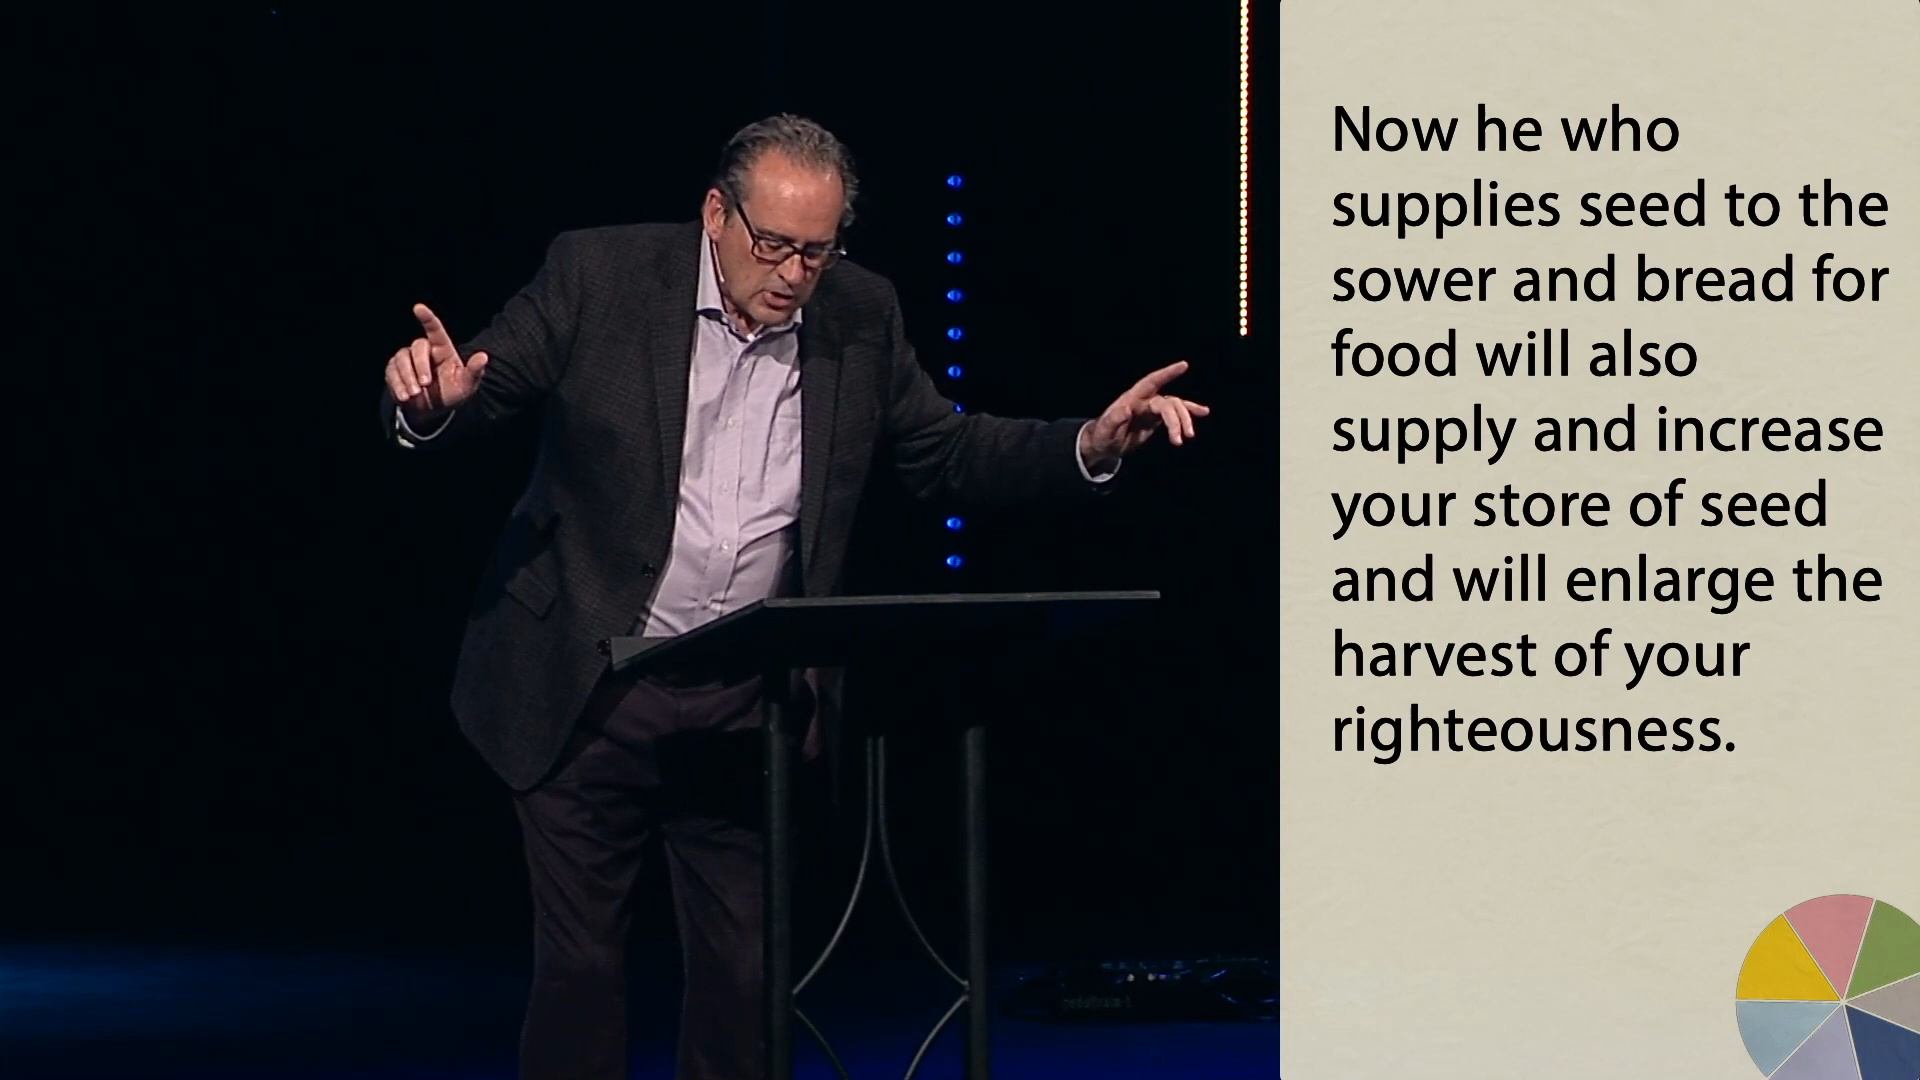 Now he who
supplies seed to the
sower and bread for
food will also
supply and increase
your store of seed
and will enlarge the
harvest of your
righteousness.